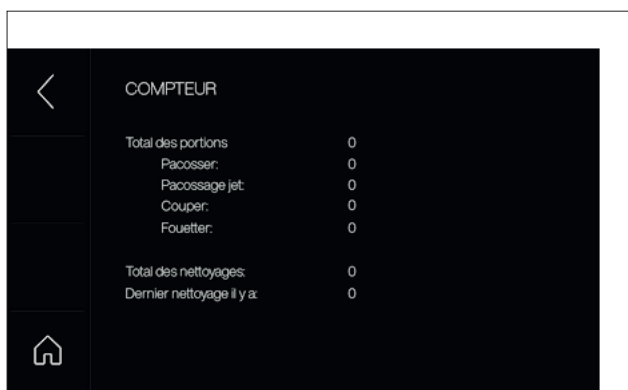 COMPTEUR
Total des portions 0
Pacosser: 0
Pacossage jet: 0
Couper: 0
Fouetter: 0
Total des nettoyages: 0
Dernier nettoyage il y a: 0